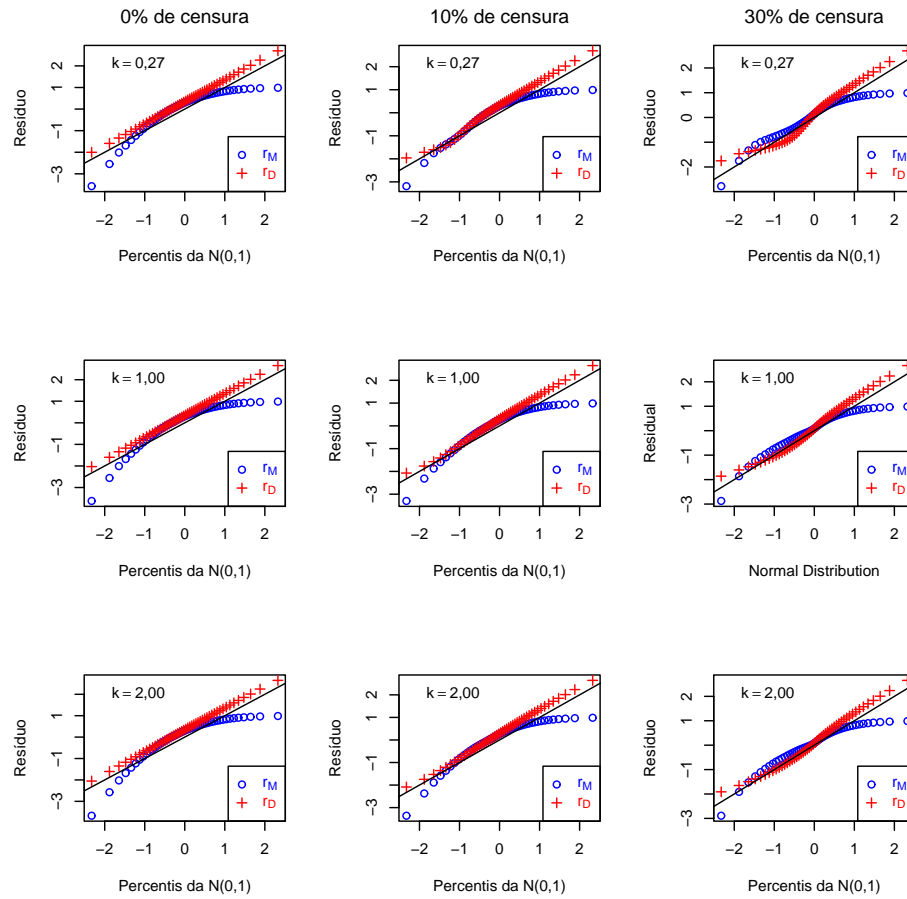 0% de censura
10% de censura
30% de censura
Resíduo
k = 0,27
2
1
−1
−3
r_M
r_D
−2 −1 0 1 2
Percentis da N(0,1)
Resíduo
k = 0,27
2
1
−1
−3
r_M
r_D
−2 −1 0 1 2
Percentis da N(0,1)
Resíduo
k = 0,27
2
0
−2
r_M
r_D
−2 −1 0 1 2
Percentis da N(0,1)
Resíduo
k = 1,00
2
1
−1
−3
r_M
r_D
−2 −1 0 1 2
Percentis da N(0,1)
Resíduo
k = 1,00
2
1
−1
−3
r_M
r_D
−2 −1 0 1 2
Percentis da N(0,1)
Residual
k = 1,00
2
1
−1
−3
r_M
r_D
−2 −1 0 1 2
Normal Distribution
Resíduo
k = 2,00
2
1
−1
−3
r_M
r_D
−2 −1 0 1 2
Percentis da N(0,1)
Resíduo
k = 2,00
2
1
−1
−3
r_M
r_D
−2 −1 0 1 2
Percentis da N(0,1)
Resíduo
k = 2,00
2
1
−1
−3
r_M
r_D
−2 −1 0 1 2
Percentis da N(0,1)